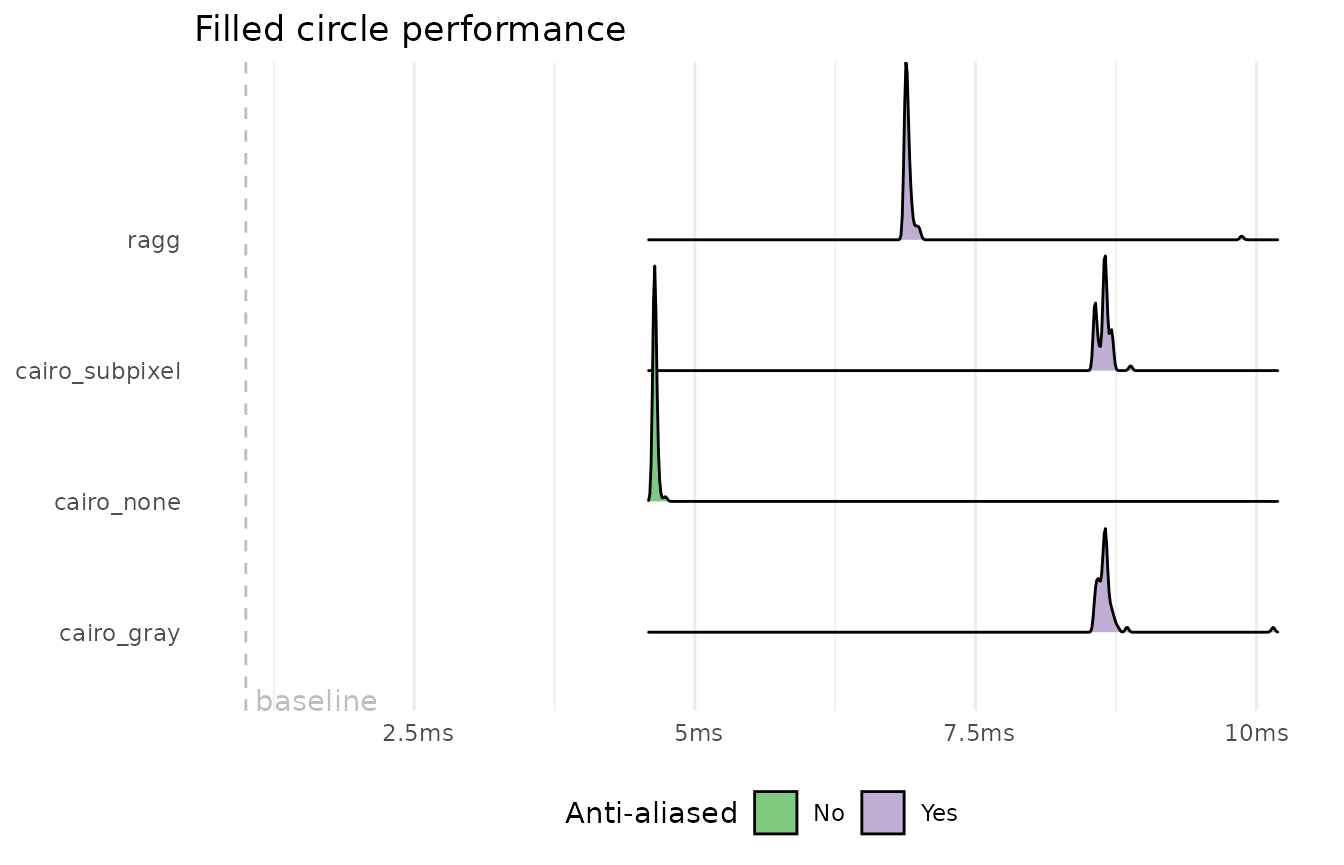 Filled circle performance
ragg
cairo_subpixel
cairo_none
cairo_gray
baseline
2.5ms 5ms 7.5ms 10ms
Anti-aliased No Yes